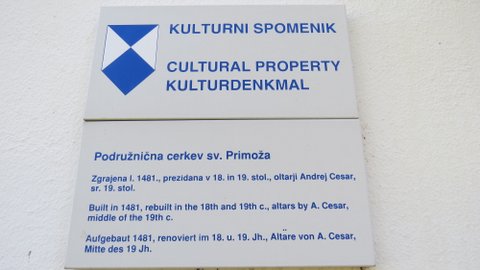 KULTURNI SPOMENIK
CULTURAL PROPERTY
KULTURDENKMAL
Podružnična cerkev sv. Primoža
Zgrajena l. 1481., prezidana v 18. in 19. stol., oltarji Andrej Cesar,
sr. 19. stol.
Built in 1481, rebuilt in the 18th and 19th c., altars by A. Cesar,
middle of the 19th c.
Aufgebaut 1481, renoviert im 18. u. 19. Jh., Altäre von A. Cesar,
Mitte des 19 Jh.